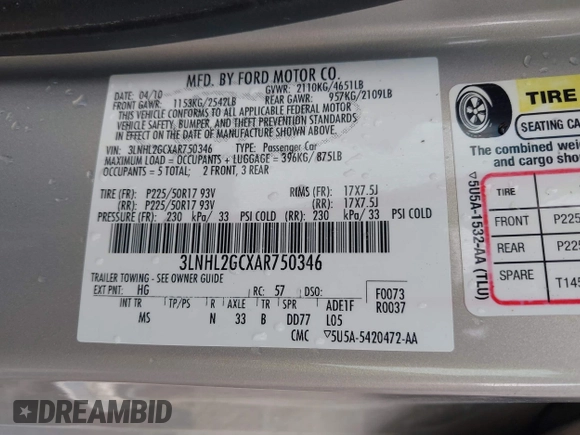 MFD. BY FORD MOTOR CO.
DATE: 04/10 GVWR: 2110KG/4651LB
FRONT GAWR: 1153KG/2542LB REAR GAWR: 957KG/2109LB
THIS VEHICLE CONFORMS TO ALL APPLICABLE FEDERAL MOTOR
VEHICLE SAFETY, BUMPER, AND THEFT PREVENTION STANDARDS
IN EFFECT ON THE DATE OF MANUFACTURE SHOWN ABOVE.
VIN: 3LNHL2GCXAR750346 TYPE: Passenger Car
MAXIMUM LOAD = OCCUPANTS + LUGGAGE = 396KG/875LB
OCCUPANTS = 5 TOTAL; 2 FRONT, 3 REAR
TIRE (FR): P225/50R17 93V RIMS (FR): 17X7.5J
(RR): P225/50R17 93V (RR): 17X7.5J
PRESSURE (FR): 230 kPa/ 33 PSI COLD (RR): 230 kPa/ 33 PSI COLD
3LNHL2GCXAR750346
TRAILER TOWING - SEE OWNER GUIDE
EXT PNT: HG RC: 57 DSO: F0073
R0037
INT TR TP/PS R AXLE TR SPR ADE1F
MS N 33 B DD77 L05
CMC ▽5U5A-5420472-AA
TIRE
SEATING CA
The combined weig
and cargo shou
▽5U5A-1532-AA (TLU)
TIRE
FRONT P225
REAR P225
SPARE T145
DREAMBID